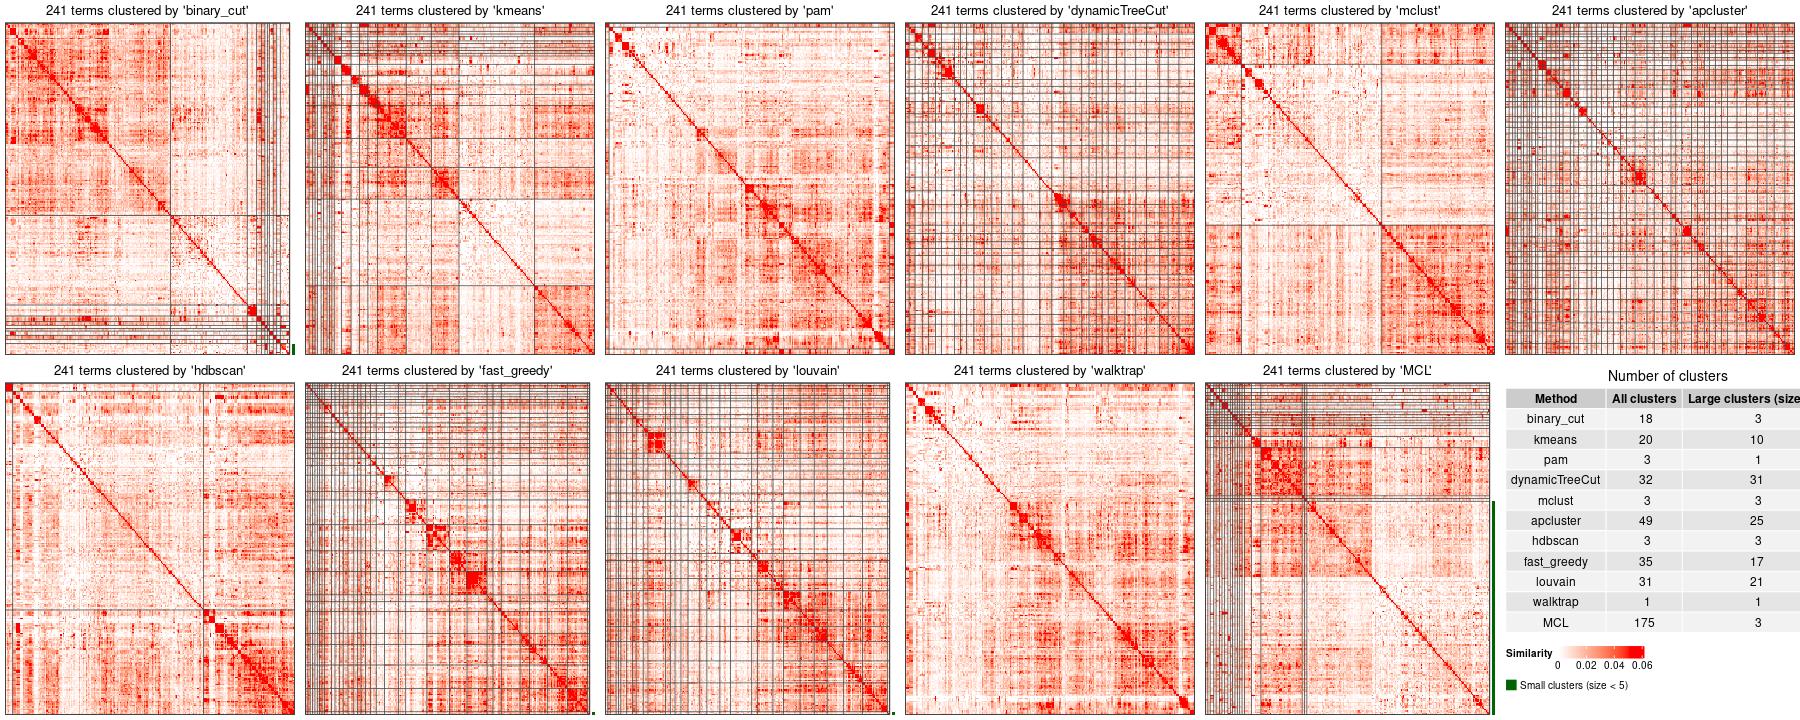 241 terms clustered by 'binary_cut'
241 terms clustered by 'kmeans'
241 terms clustered by 'pam'
241 terms clustered by 'dynamicTreeCut'
241 terms clustered by 'mclust'
241 terms clustered by 'apcluster'
241 terms clustered by 'hdbscan'
241 terms clustered by 'fast_greedy'
241 terms clustered by 'louvain'
241 terms clustered by 'walktrap'
241 terms clustered by 'MCL'
Number of clusters
Method All clusters Large clusters (size
binary_cut 18 3
kmeans 20 10
pam 3 1
dynamicTreeCut 32 31
mclust 3 3
apcluster 49 25
hdbscan 3 3
fast_greedy 35 17
louvain 31 21
walktrap 1 1
MCL 175 3
Similarity
0 0.02 0.04 0.06
Small clusters (size < 5)